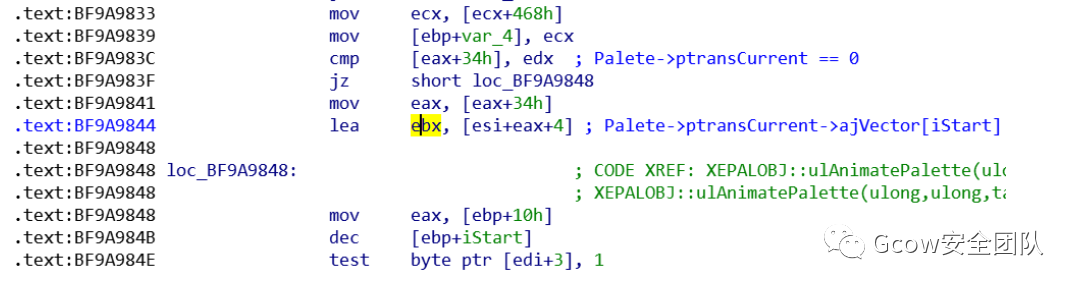 .text:BF9A9833 mov ecx, [ecx+468h]
.text:BF9A9839 mov [ebp+var_4], ecx
.text:BF9A983C cmp [eax+34h], edx ; Palete->ptransCurrent == 0
.text:BF9A983F jz short loc_BF9A9848
.text:BF9A9841 mov eax, [eax+34h]
.text:BF9A9844 lea ebx, [esi+eax+4] ; Palete->ptransCurrent->ajVector[iStart]
.text:BF9A9848
.text:BF9A9848 loc_BF9A9848: ; CODE XREF: XEPALOBJ::ulAnimatePalette(ulo
.text:BF9A9848 ; XEPALOBJ::ulAnimatePalette(ulong,ulong,ta
.text:BF9A9848 mov eax, [ebp+10h]
.text:BF9A984B dec [ebp+iStart]
.text:BF9A984E test byte ptr [edi+3], 1
Gcow安全团队